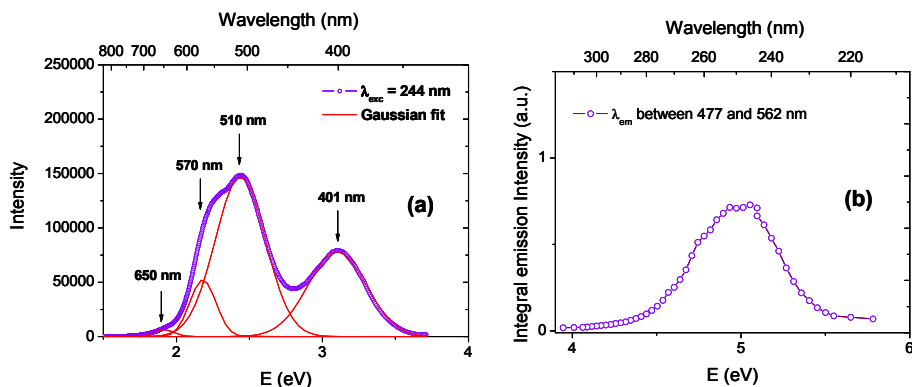 Wavelength (nm)
800 700 600 500 400
250000
200000
150000
100000
50000
0
Intensity
λexc = 244 nm
Gaussian fit
510 nm
570 nm
401 nm
650 nm
(a)
2 3 4
E (eV)
Wavelength (nm)
300 280 260 240 220
1
0
Integral emission Intensity (a.u.)
λem between 477 and 562 nm
(b)
4 5 6
E (eV)